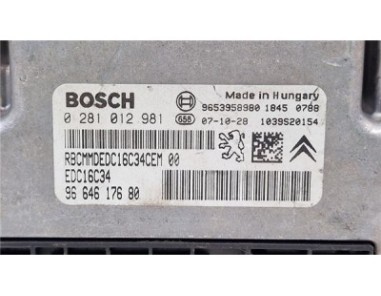 BOSCH
Made in Hungary
9653958980 1845 0788
0 281 012 981
658
07-10-28
1039S20154
RBCMMDEDC16C34CEM 00
EDC16C34
96 646 176 80